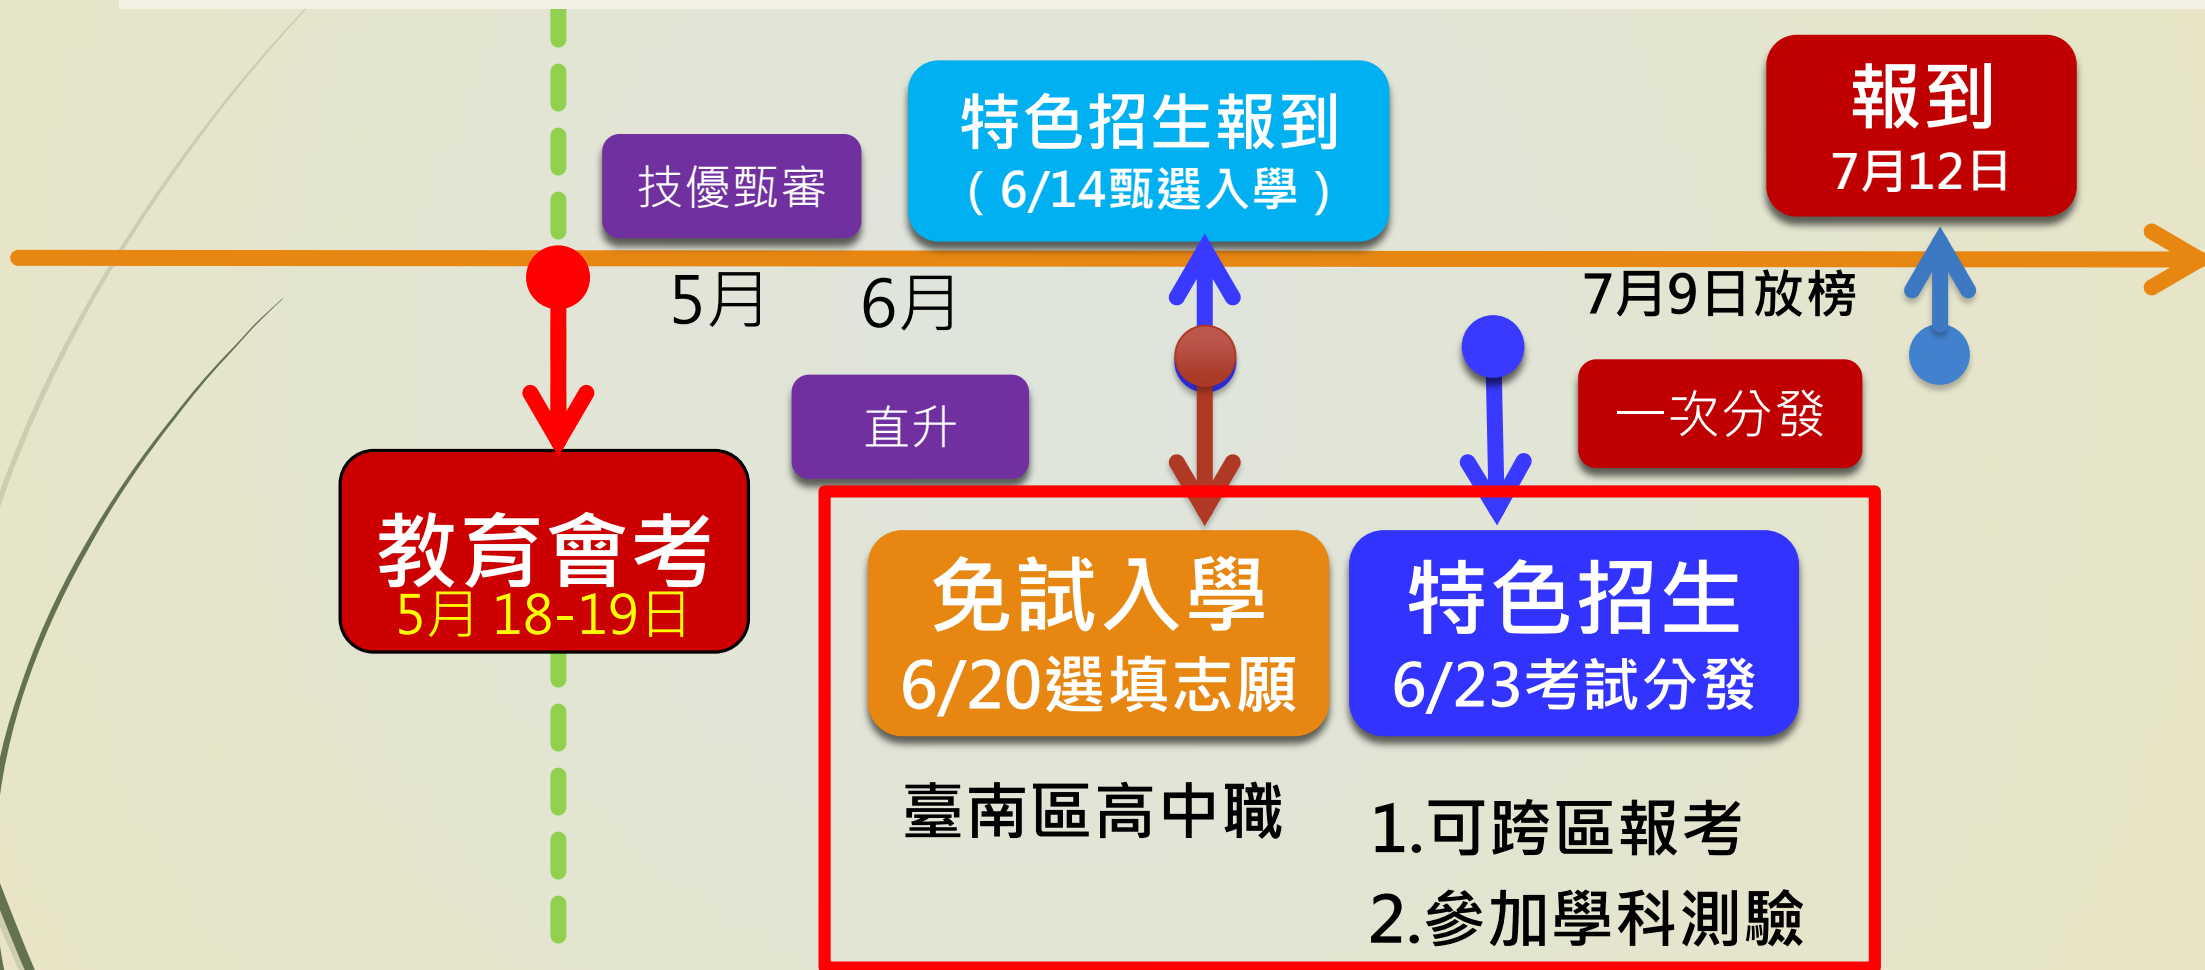 報到
7月12日
特色招生報到
（6/14甄選入學）
技優甄審
5月
6月
7月9日放榜
直升
一次分發
教育會考
5月 18-19日
免試入學
6/20選填志願
特色招生
6/23考試分發
臺南區高中職
1.可跨區報考
2.參加學科測驗